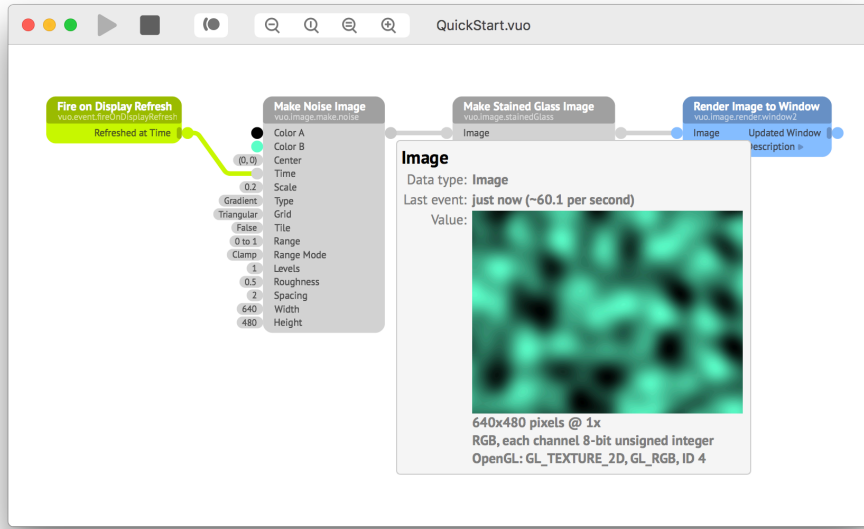 QuickStart.vuo
Fire on Display Refresh
vuo.event.fireOnDisplayRefresh
Refreshed at Time
Make Noise Image
vuo.image.make.noise
Color A
Color B
(0, 0) Center
Time
0.2 Scale
Gradient Type
Triangular Grid
False Tile
0 to 1 Range
Clamp Range Mode
1 Levels
0.5 Roughness
2 Spacing
640 Width
480 Height
Make Stained Glass Image
vuo.image.stainedGlass
Image
Render Image to Window
vuo.image.render.window2
Image Updated Window
Description
Image
Data type: Image
Last event: just now (~60.1 per second)
Value:
640x480 pixels @ 1x
RGB, each channel 8-bit unsigned integer
OpenGL: GL_TEXTURE_2D, GL_RGB, ID 4